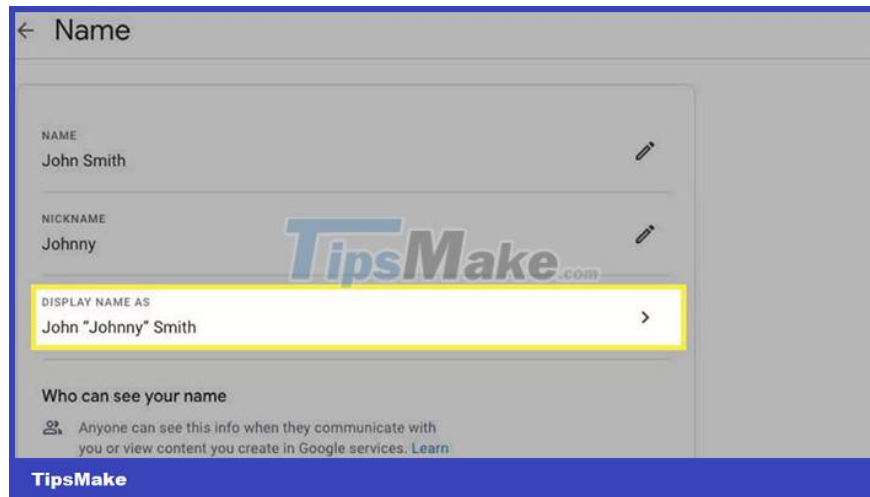 Name
NAME
John Smith
NICKNAME
Johnny
TipsMake.com
DISPLAY NAME AS
John "Johnny" Smith
Who can see your name
Anyone can see this info when they communicate with
you or view content you create in Google services. Learn
TipsMake